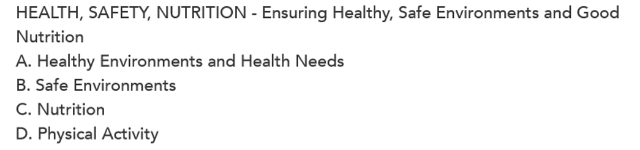 HEALTH, SAFETY, NUTRITION - Ensuring Healthy, Safe Environments and Good
Nutrition
A. Healthy Environments and Health Needs
B. Safe Environments
C. Nutrition
D. Physical Activity